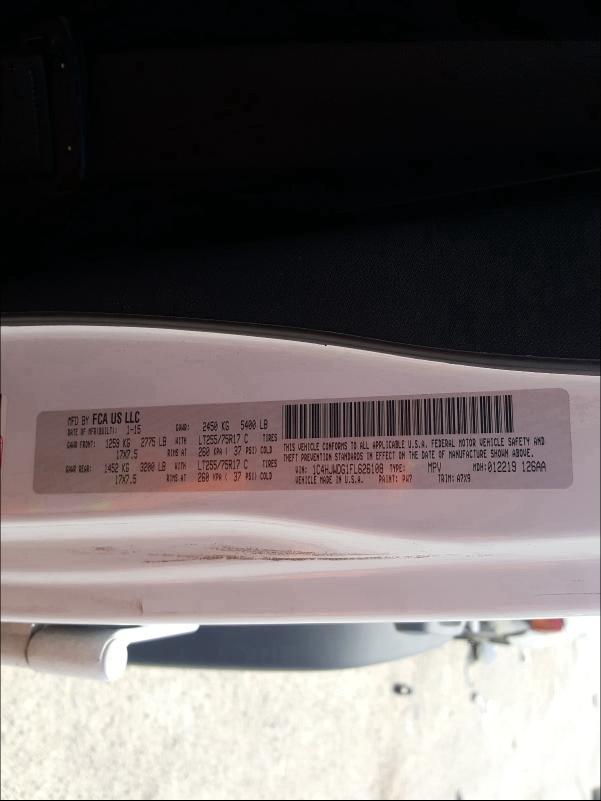 MFD BY FCA US LLC
DATE OF MFR(BUILT): 1-15 GVWR: 2450 KG 5400 LB
GAWR FRONT: 1259 KG 2775 LB WITH LT255/75R17 C TIRES
17X7.5 RIMS AT 260 KPA ( 37 PSI) COLD
GAWR REAR: 1452 KG 3200 LB WITH LT255/75R17 C TIRES
17X7.5 RIMS AT 260 KPA ( 37 PSI) COLD
THIS VEHICLE CONFORMS TO ALL APPLICABLE U.S.A. FEDERAL MOTOR VEHICLE SAFETY AND
THEFT PREVENTION STANDARDS IN EFFECT ON THE DATE OF MANUFACTURE SHOWN ABOVE.
VIN: 1C4HJWDG1FL626108 TYPE: MPV MDH: 012219 126AA
VEHICLE MADE IN U.S.A. PAINT: PW7 TRIM: A7X9